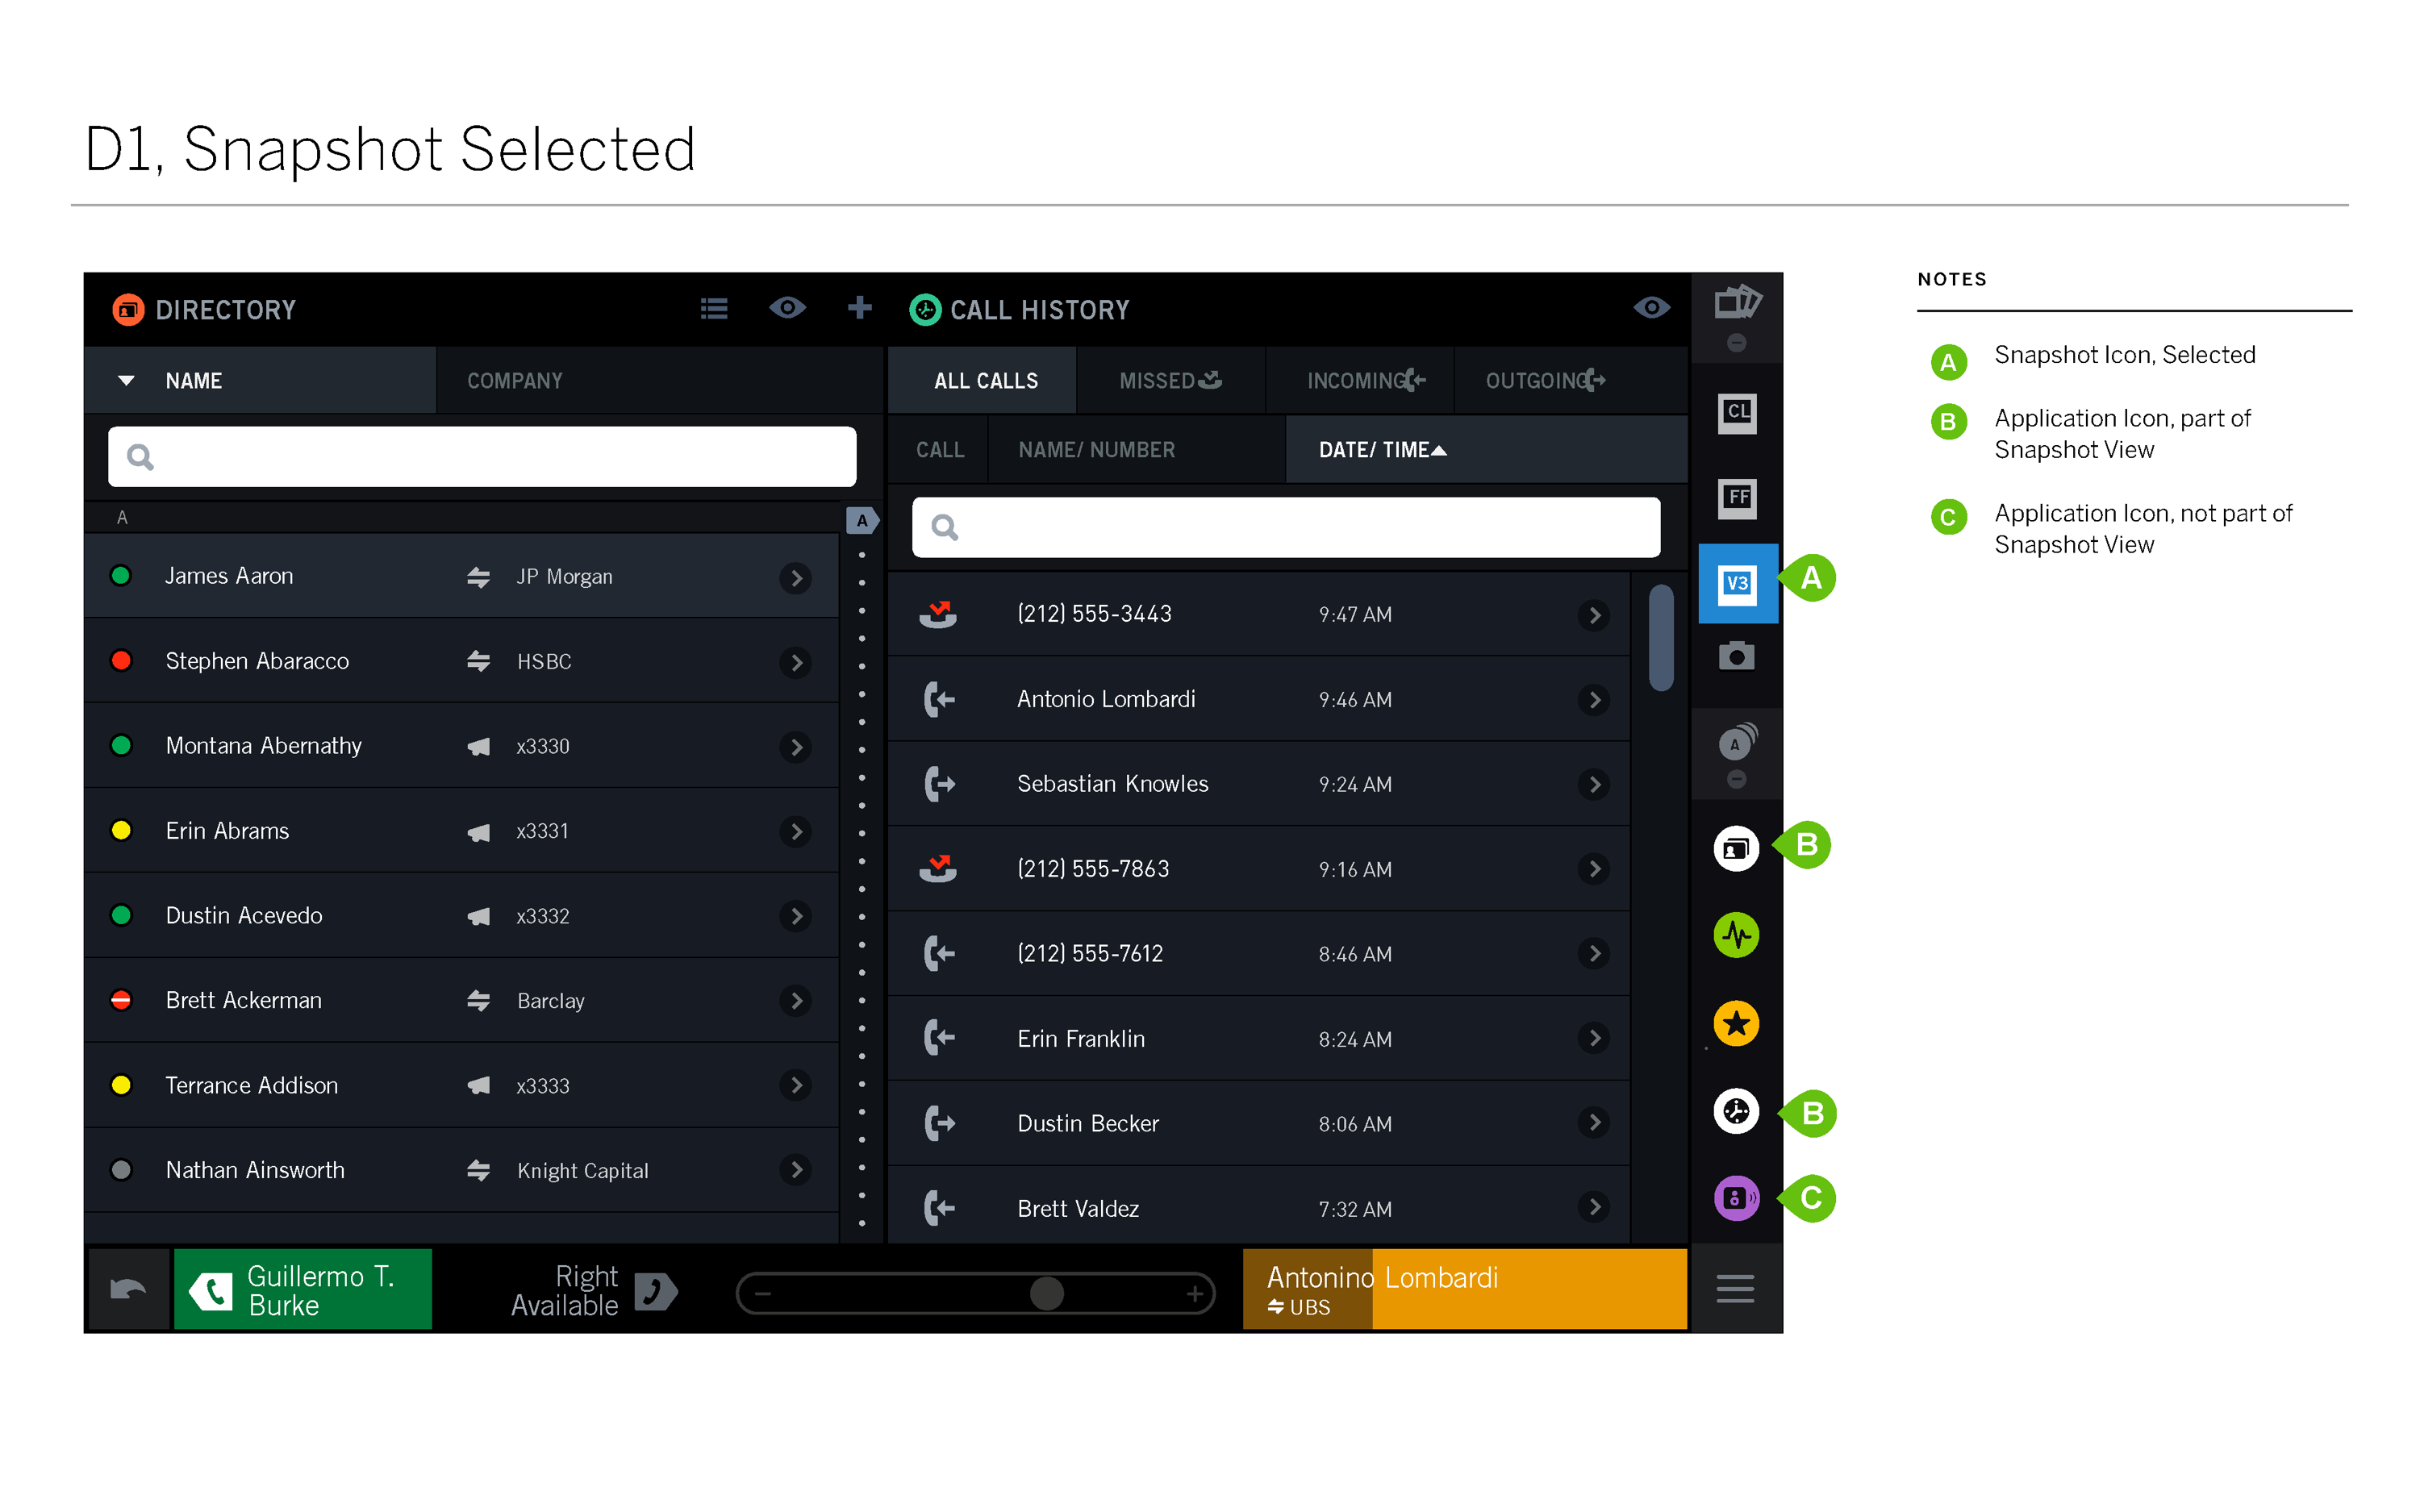 D1, Snapshot Selected
DIRECTORY
CALL HISTORY
NAME
COMPANY
ALL CALLS
MISSED
INCOMING
OUTGOING
CALL
NAME/ NUMBER
DATE/ TIME
A
A
James Aaron
JP Morgan
Stephen Abaracco
HSBC
Montana Abernathy
x3330
Erin Abrams
x3331
Dustin Acevedo
x3332
Brett Ackerman
Barclay
Terrance Addison
x3333
Nathan Ainsworth
Knight Capital
(212) 555-3443
9:47 AM
Antonio Lombardi
9:46 AM
Sebastian Knowles
9:24 AM
(212) 555-7863
9:16 AM
(212) 555-7612
8:46 AM
Erin Franklin
8:24 AM
Dustin Becker
8:06 AM
Brett Valdez
7:32 AM
CL
FF
V3
A
A
B
B
C
Guillermo T.
Burke
Right
Available
Antonino Lombardi
UBS
NOTES
A
Snapshot Icon, Selected
B
Application Icon, part of
Snapshot View
C
Application Icon, not part of
Snapshot View